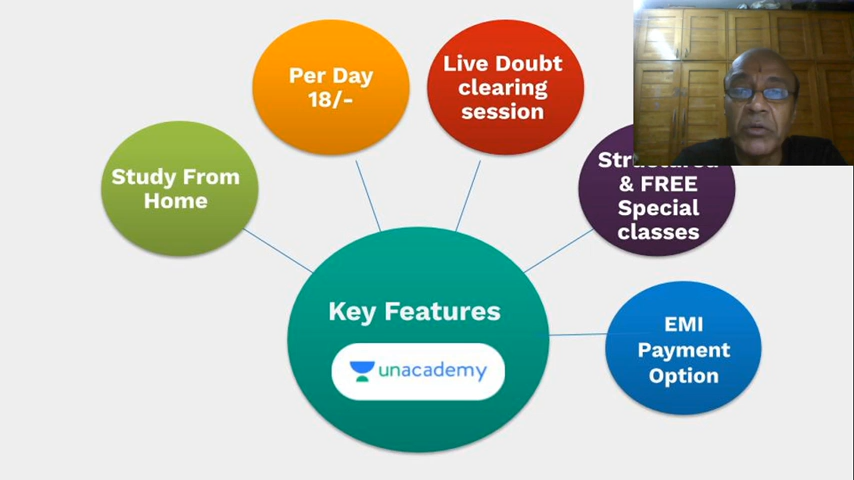 Per Day
18/-
Live Doubt
clearing
session
Study From
Home
Structured
& FREE
Special
classes
Key Features
unacademy
EMI
Payment
Option